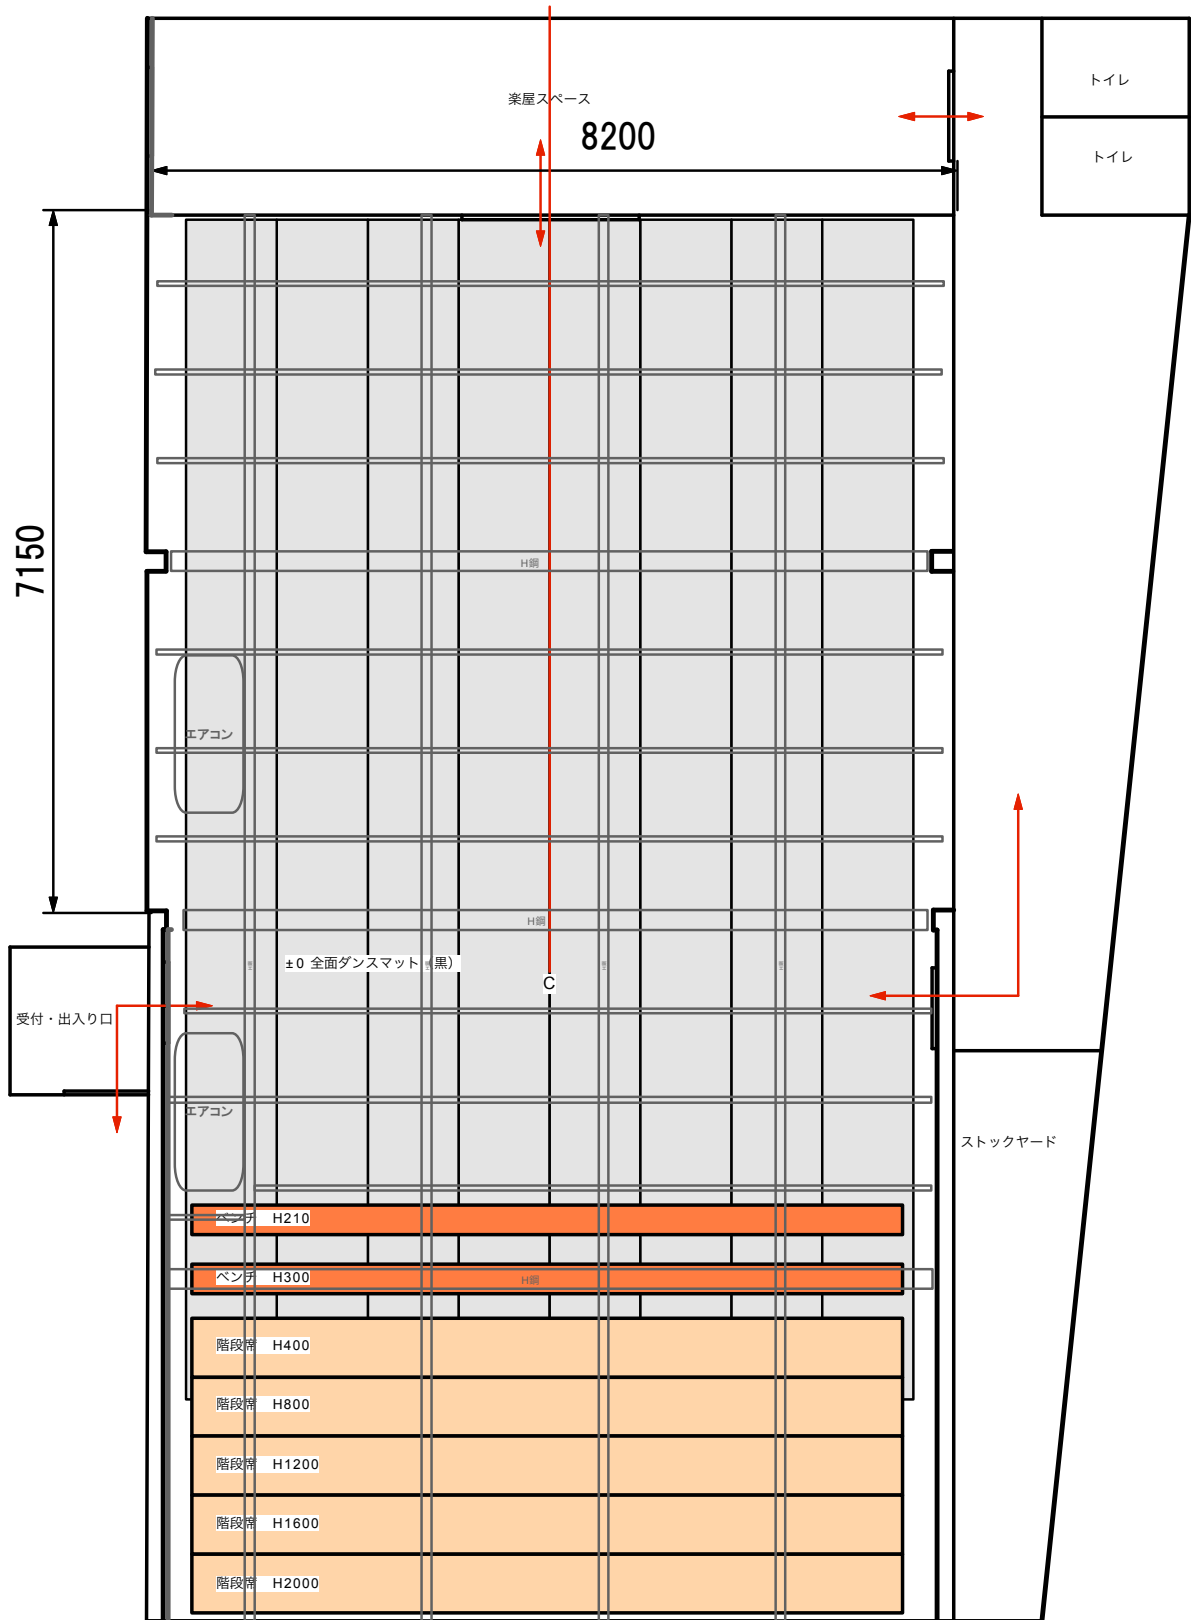 トイレ
楽屋スペース
8200
トイレ
7150
H鋼
エアコン
H鋼
±0 全面ダンスマット（黒）
C
受付・出入り口
エアコン
ストックヤード
ベンチ H210
ベンチ H300
H鋼
階段席 H400
階段席 H800
階段席 H1200
階段席 H1600
階段席 H2000